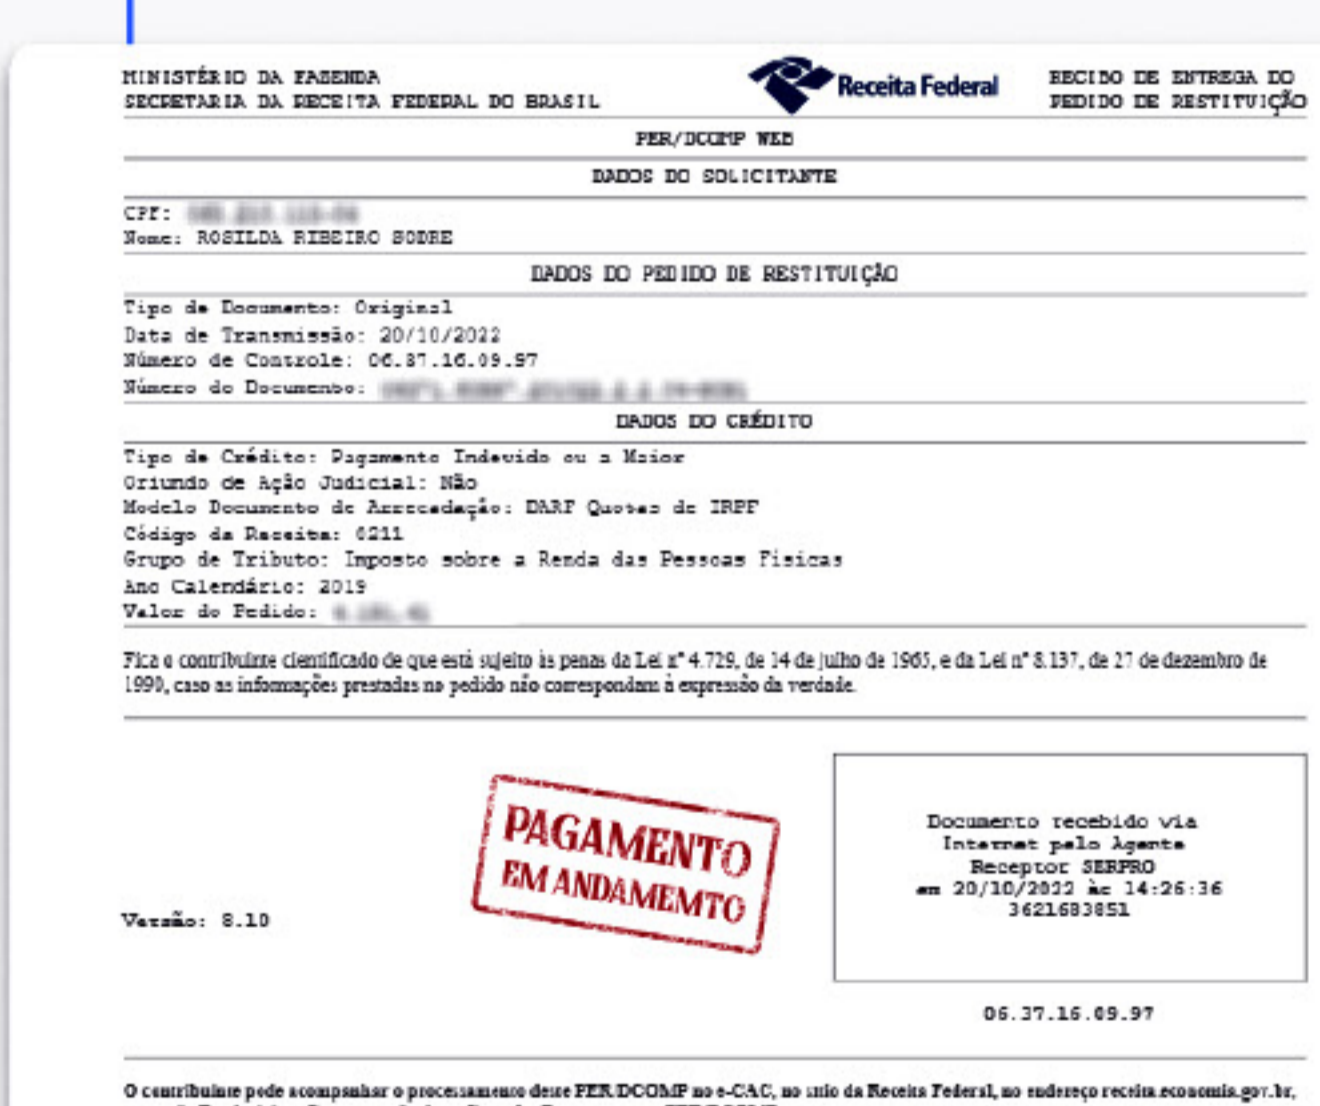 MINISTÉRIO DA FAZENDA
SECRETARIA DA RECEITA FEDERAL DO BRASIL
Receita Federal
RECIBO DE ENTREGA DO
PEDIDO DE RESTITUIÇÃO
PER/DCOMP WEB
DADOS DO SOLICITANTE
CPF:
Nome: ROSILDA RIBEIRO SODRE
DADOS DO PEDIDO DE RESTITUIÇÃO
Tipo de Documento: Original
Data de Transmissão: 20/10/2022
Número de Controle: 06.37.16.09.97
Número do Documento:
DADOS DO CRÉDITO
Tipo de Crédito: Pagamento Indevido ou a Maior
Oriundo de Ação Judicial: Não
Modelo Documento de Arrecadação: DARF Quotas de IRPF
Código da Receita: 0211
Grupo de Tributo: Imposto sobre a Renda das Pessoas Físicas
Ano Calendário: 2019
Valor do Pedido:
Fica o contribuinte cientificado de que está sujeito às penas da Lei nº 4.729, de 14 de julho de 1965, e da Lei nº 8.137, de 27 de dezembro de
1990, caso as informações prestadas no pedido não correspondam à expressão da verdade.
PAGAMENTO
EM ANDAMEMTO
Documento recebido via
Internet pelo Agente
Receptor SERPRO
em 20/10/2022 às 14:26:36
3621683851
Versão: 8.10
06.37.16.09.97
O contribuinte pode acompanhar o processamento deste PER/DCOMP no e-CAC, no sítio da Receita Federal, no endereço receita.economia.gov.br,